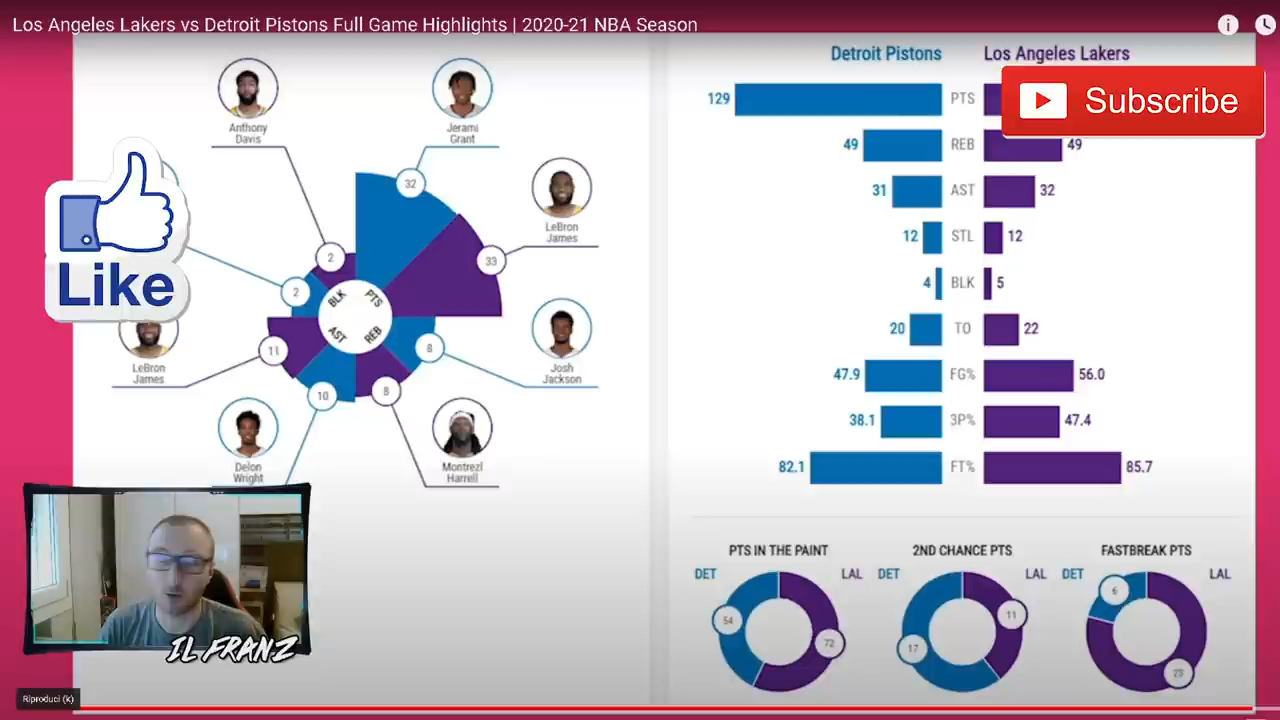 Los Angeles Lakers vs Detroit Pistons Full Game Highlights | 2020-21 NBA Season
Detroit Pistons Los Angeles Lakers
Subscribe
Anthony
Davis
Jerami
Grant
LeBron
James
Josh
Jackson
Montrezl
Harrell
Delon
Wright
LeBron
James
Like
32
33
8
8
10
11
2
2
BLK PTS
AST REB
129 PTS
49 REB 49
31 AST 32
12 STL 12
4 BLK 5
20 TO 22
47.9 FG% 56.0
38.1 3P% 47.4
82.1 FT% 85.7
PTS IN THE PAINT
DET LAL
54 72
2ND CHANCE PTS
DET LAL
17 11
FASTBREAK PTS
DET LAL
6 23
IL FRANZ
Riproduci (k)